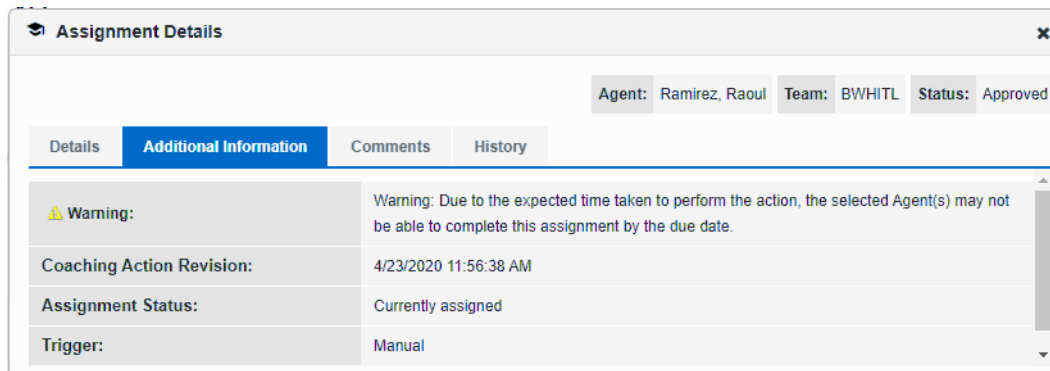 Assignment Details
Agent: Ramirez, Raoul Team: BWHITL Status: Approved
Details Additional Information Comments History
Warning: Warning: Due to the expected time taken to perform the action, the selected Agent(s) may not
be able to complete this assignment by the due date.
Coaching Action Revision: 4/23/2020 11:56:38 AM
Assignment Status: Currently assigned
Trigger: Manual